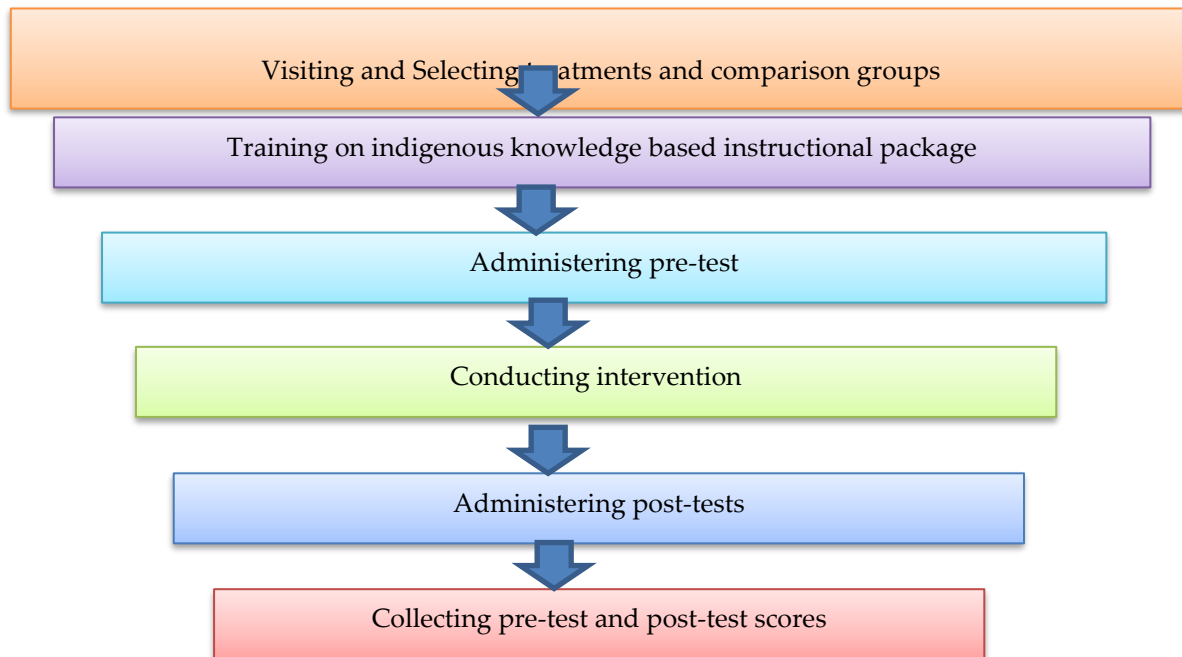 Visiting and Selecting treatments and comparison groups
Training on indigenous knowledge based instructional package
Administering pre-test
Conducting intervention
Administering post-tests
Collecting pre-test and post-test scores